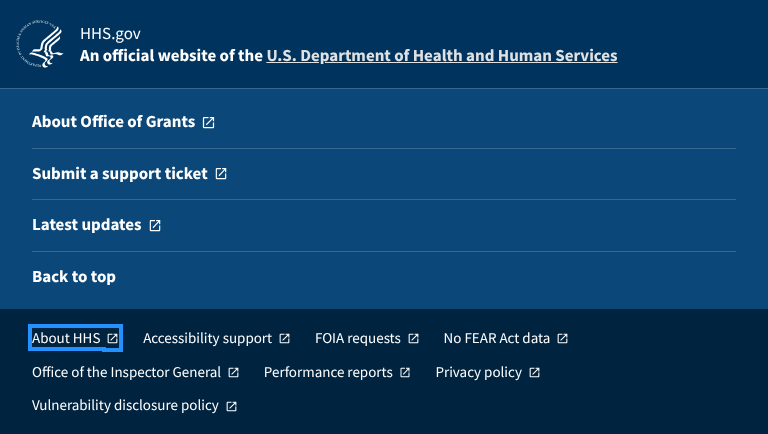 HHS.gov
An official website of the U.S. Department of Health and Human Services
About Office of Grants
Submit a support ticket
Latest updates
Back to top
About HHS Accessibility support FOIA requests No FEAR Act data
Office of the Inspector General Performance reports Privacy policy
Vulnerability disclosure policy